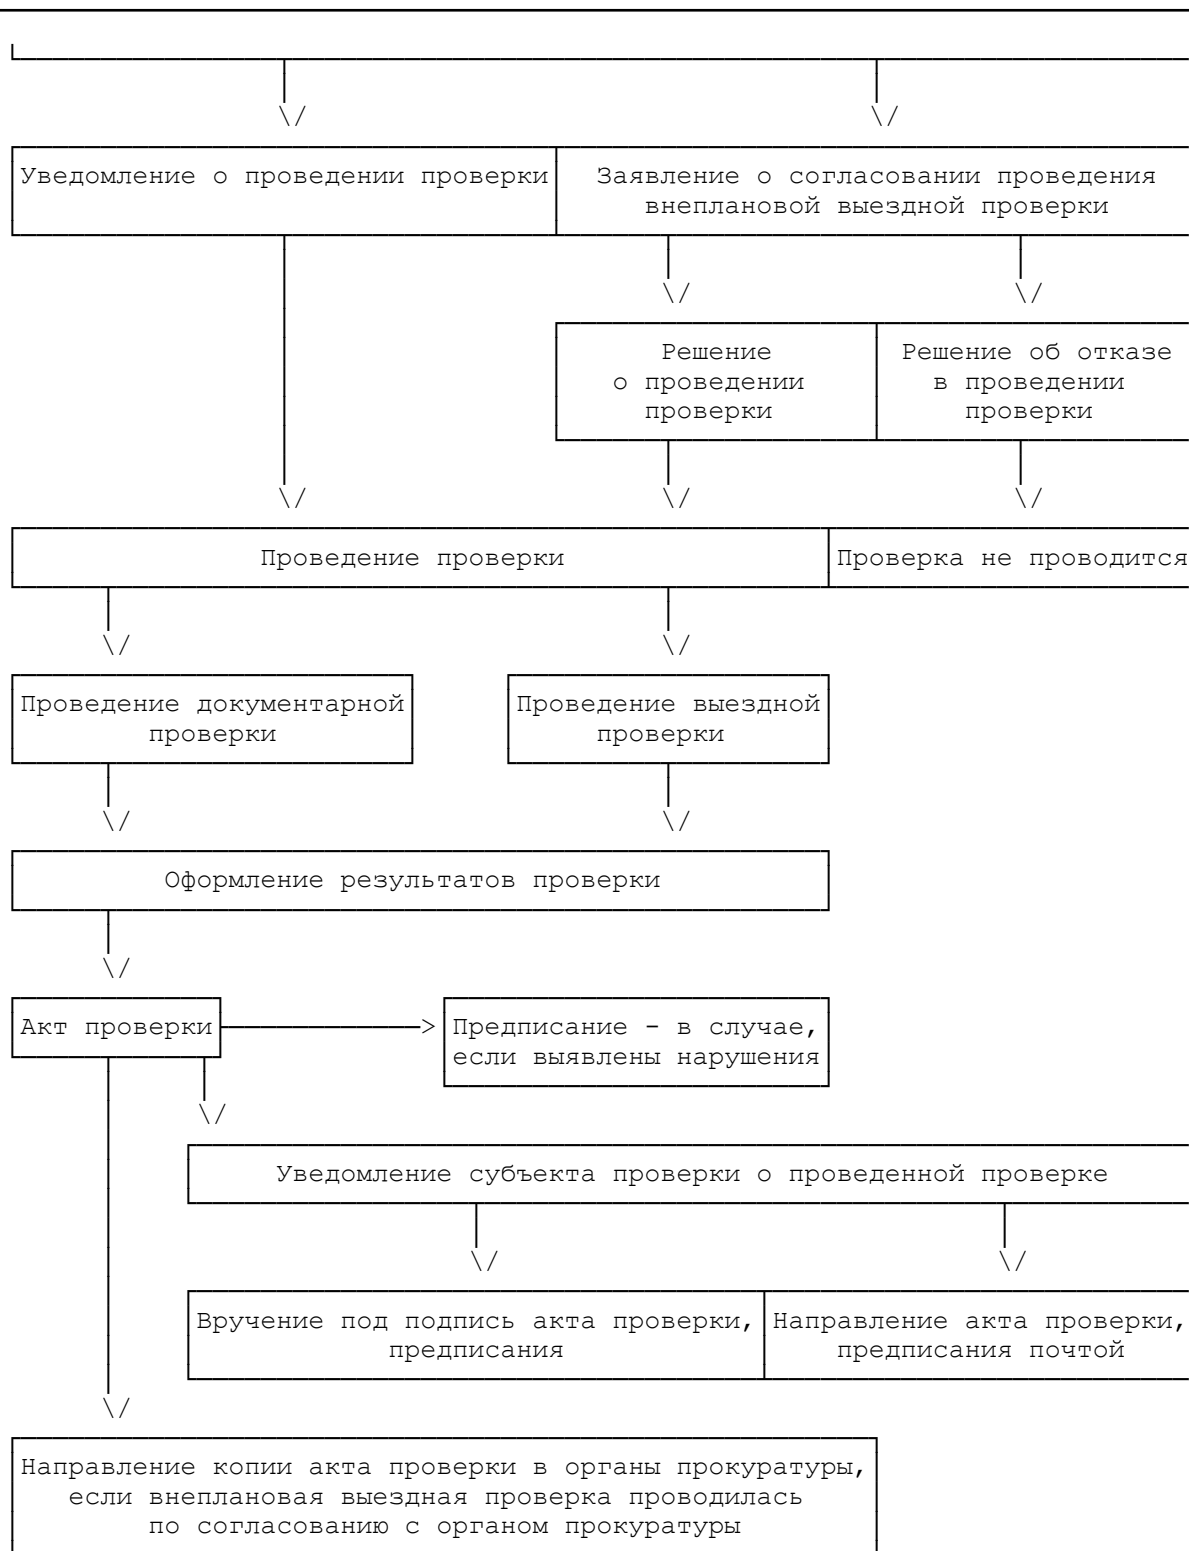 Уведомление о проведении проверки
Заявление о согласовании проведения
внеплановой выездной проверки
Решение
о проведении
проверки
Решение об отказе
в проведении
проверки
Проведение проверки
Проверка не проводится
Проведение документарной
проверки
Проведение выездной
проверки
Оформление результатов проверки
Акт проверки
Предписание - в случае,
если выявлены нарушения
Уведомление субъекта проверки о проведенной проверке
Вручение под подпись акта проверки,
предписания
Направление акта проверки,
предписания почтой
Направление копии акта проверки в органы прокуратуры,
если внеплановая выездная проверка проводилась
по согласованию с органом прокуратуры